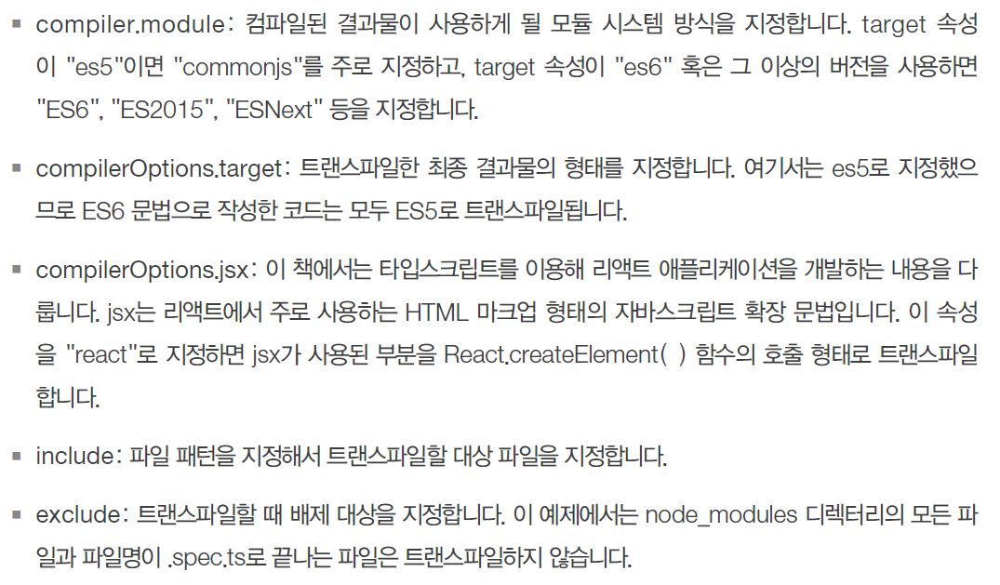 ▪ compiler.module: 컴파일된 결과물이 사용하게 될 모듈 시스템 방식을 지정합니다. target 속성
이 "es5"이면 "commonjs"를 주로 지정하고, target 속성이 "es6" 혹은 그 이상의 버전을 사용하면
"ES6", "ES2015", "ESNext" 등을 지정합니다.
▪ compilerOptions.target: 트랜스파일한 최종 결과물의 형태를 지정합니다. 여기서는 es5로 지정했으
므로 ES6 문법으로 작성한 코드는 모두 ES5로 트랜스파일됩니다.
▪ compilerOptions.jsx: 이 책에서는 타입스크립트를 이용해 리액트 애플리케이션을 개발하는 내용을 다
룹니다. jsx는 리액트에서 주로 사용하는 HTML 마크업 형태의 자바스크립트 확장 문법입니다. 이 속성
을 "react"로 지정하면 jsx가 사용된 부분을 React.createElement( ) 함수의 호출 형태로 트랜스파일
합니다.
▪ include: 파일 패턴을 지정해서 트랜스파일할 대상 파일을 지정합니다.
▪ exclude: 트랜스파일할 때 배제 대상을 지정합니다. 이 예제에서는 node_modules 디렉터리의 모든 파
일과 파일명이 .spec.ts로 끝나는 파일은 트랜스파일하지 않습니다.